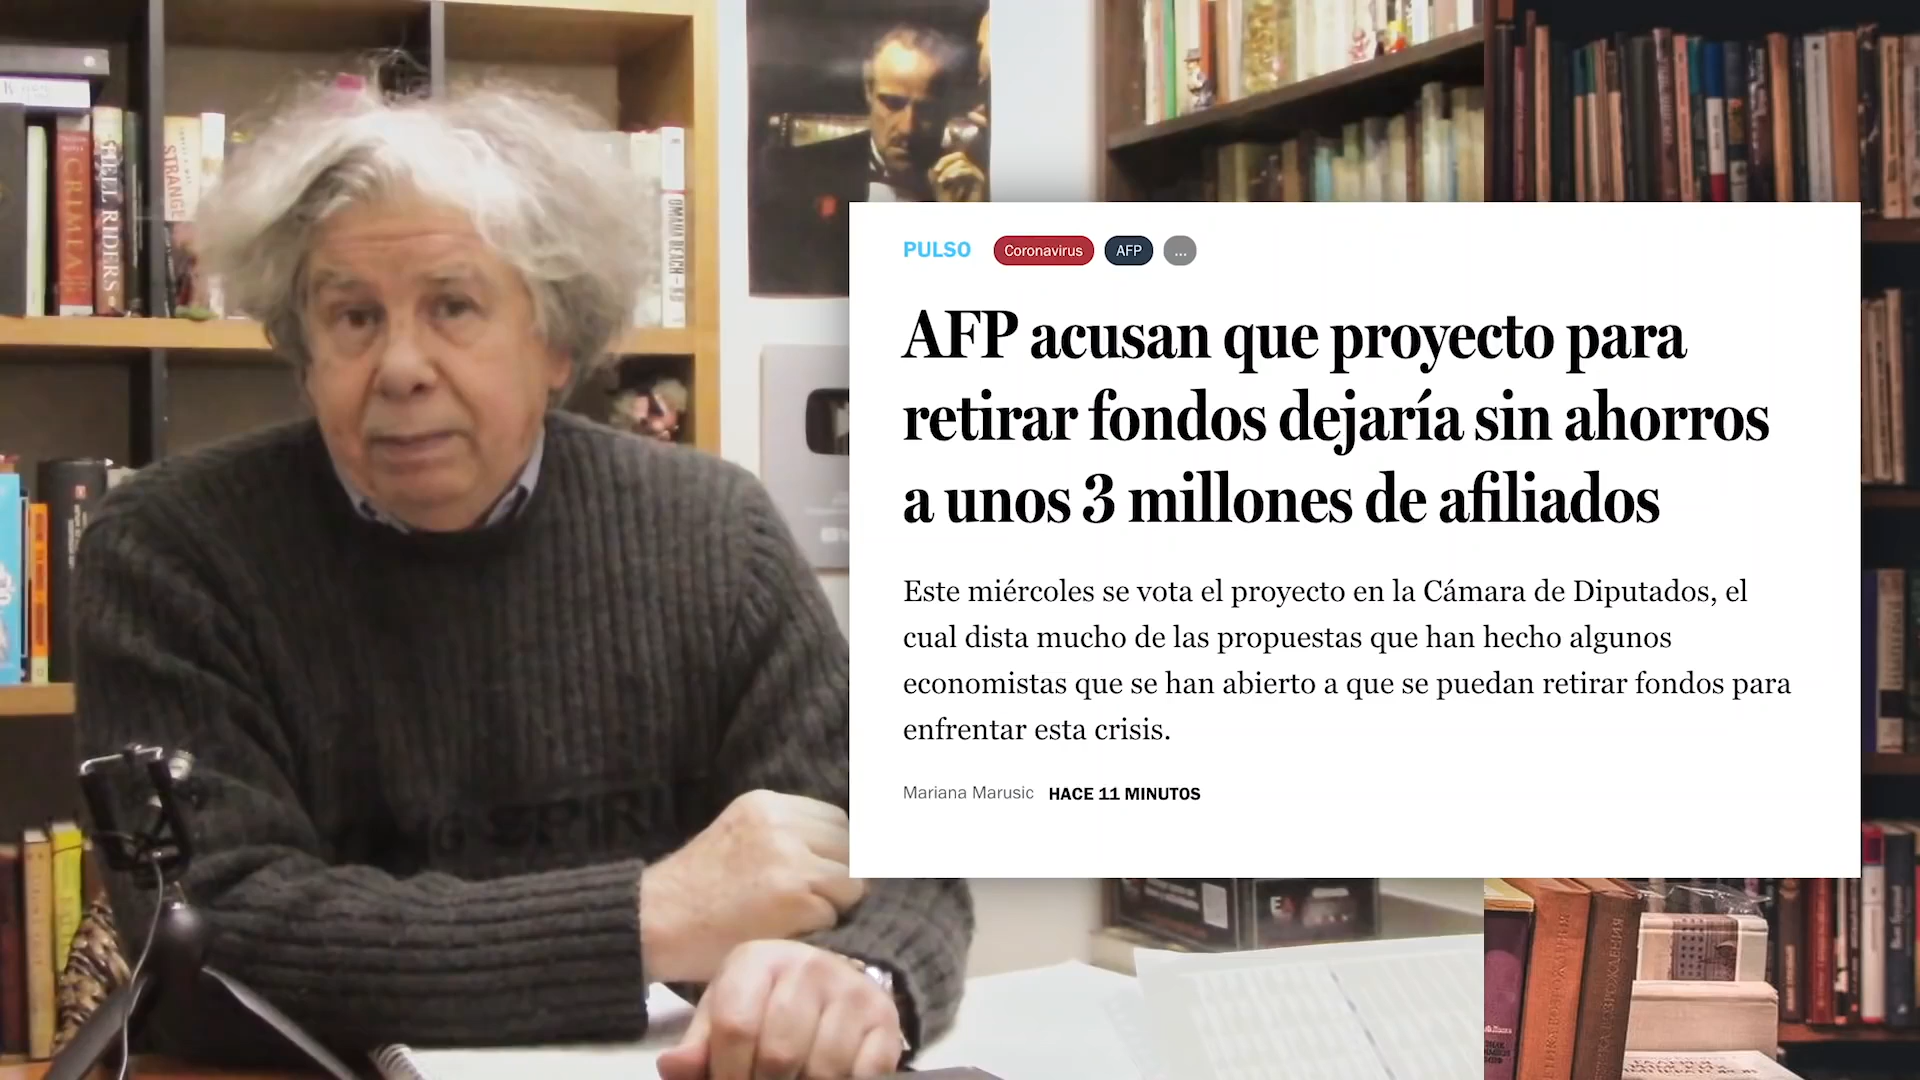 CRIMEA
HELL RIDERS
STRANGE
OMAHA BEACH
PULSO Coronavirus AFP ...
AFP acusan que proyecto para
retirar fondos dejaría sin ahorros
a unos 3 millones de afiliados
Este miércoles se vota el proyecto en la Cámara de Diputados, el
cual dista mucho de las propuestas que han hecho algunos
economistas que se han abierto a que se puedan retirar fondos para
enfrentar esta crisis.
Mariana Marusic HACE 11 MINUTOS